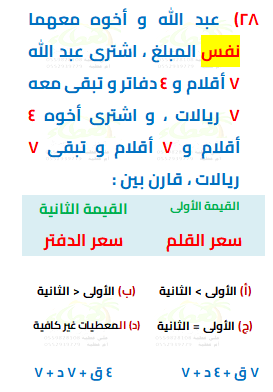 ٢٨) عبد الله و أخوه معهما
نفس المبلغ ، اشترى عبد الله
٧ أقلام و ٤ دفاتر و تبقى معه
٧ ريالات ، و اشترى أخوه ٤
أقلام و ٧ أقلام و تبقى ٧
ريالات ، قارن بين :
القيمة الأولى القيمة الثانية
سعر القلم سعر الدفتر
(أ) الأولى > الثانية (ب) الأولى < الثانية
(ج) الأولى = الثانية (د) المعطيات غير كافية
٧ ق + ٤ د + ٧ ٤ ق + ٧ د + ٧